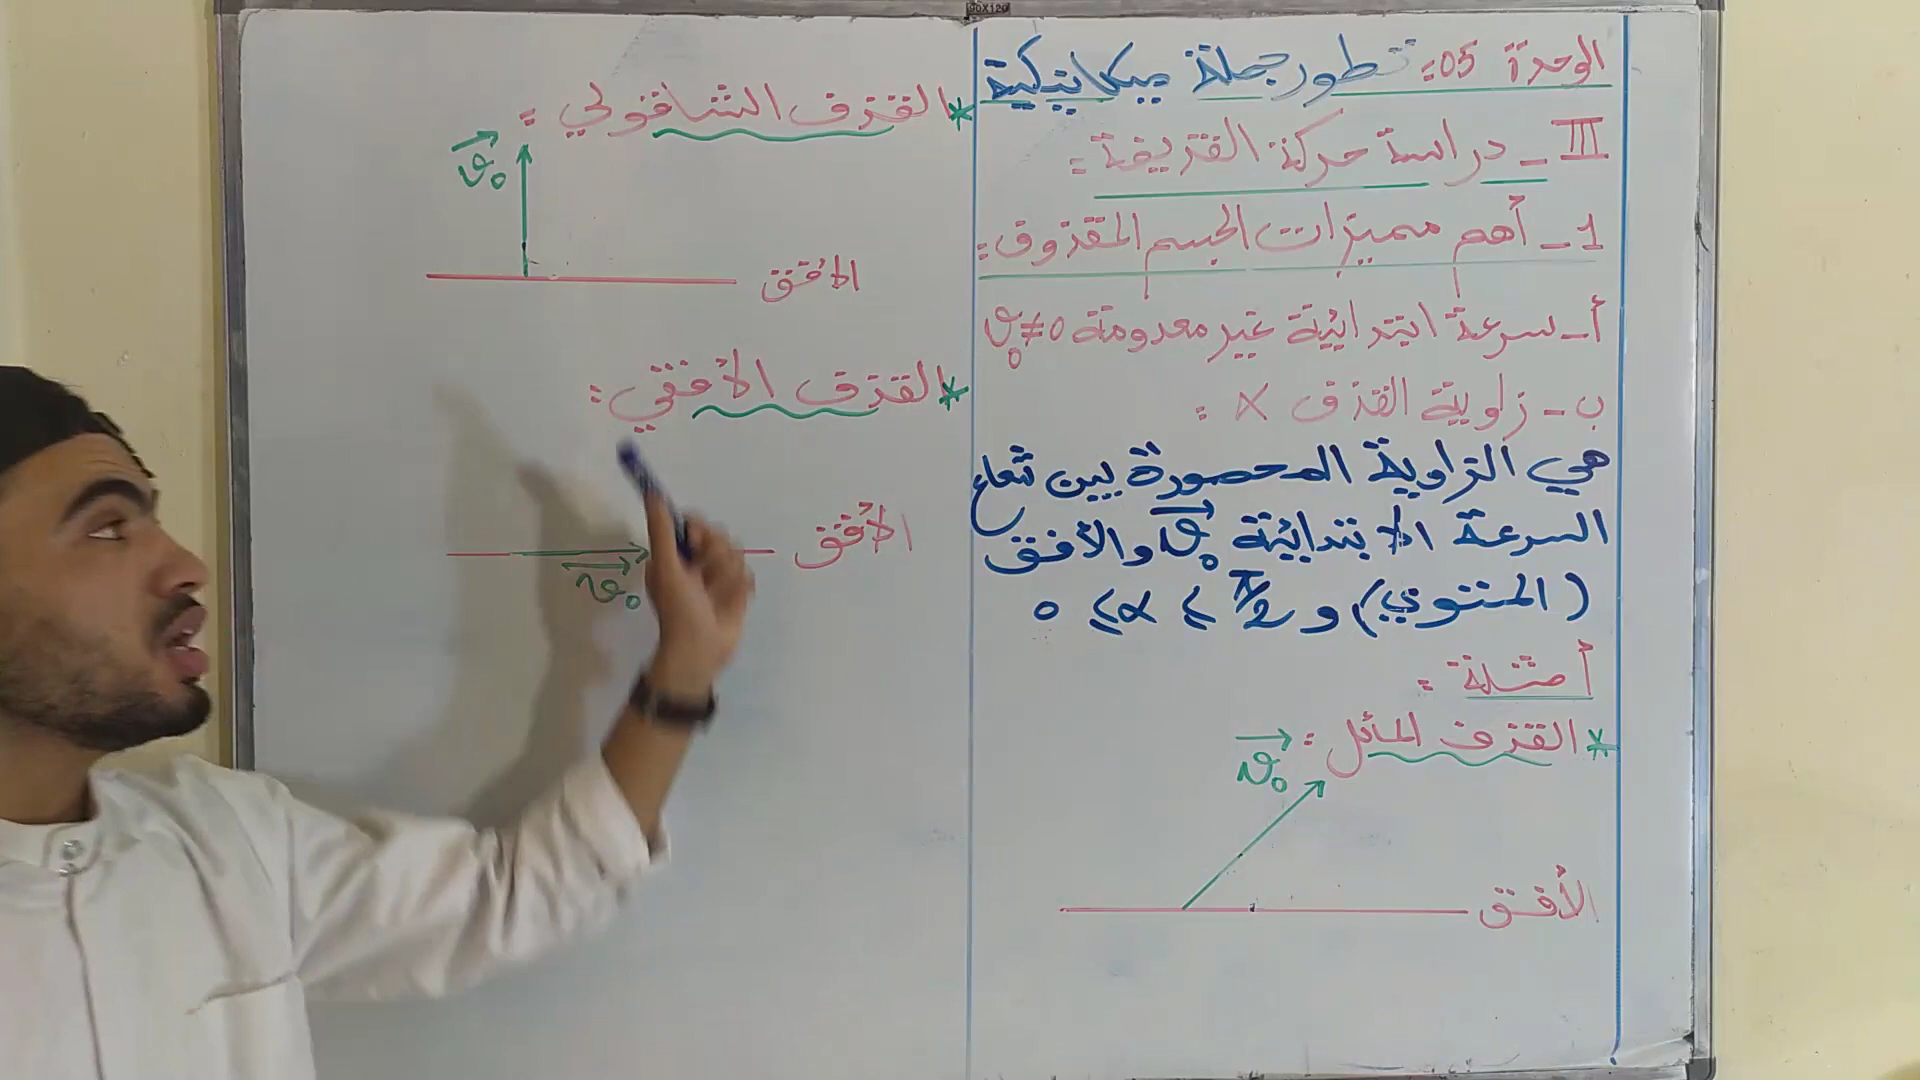 90X120
الوحدة 05: تطور جملة ميكانيكية
III - دراسة حركة القذيفة:
1 - أهم مميزات الجسم المقذوف:
أ - سرعة ابتدائية غير معدومة v₀≠0
ب - زاوية القذف α :
هي الزاوية المحصورة بين شعاع
السرعة الابتدائية v₀ والأفق
(المستوي) و 0 ≤ α ≤ π/2
أمثلة:
* القذف المائل:
v₀
الأفق
* القذف الشاقولي:
v₀
الأفق
* القذف الأفقي:
الأفق
v₀